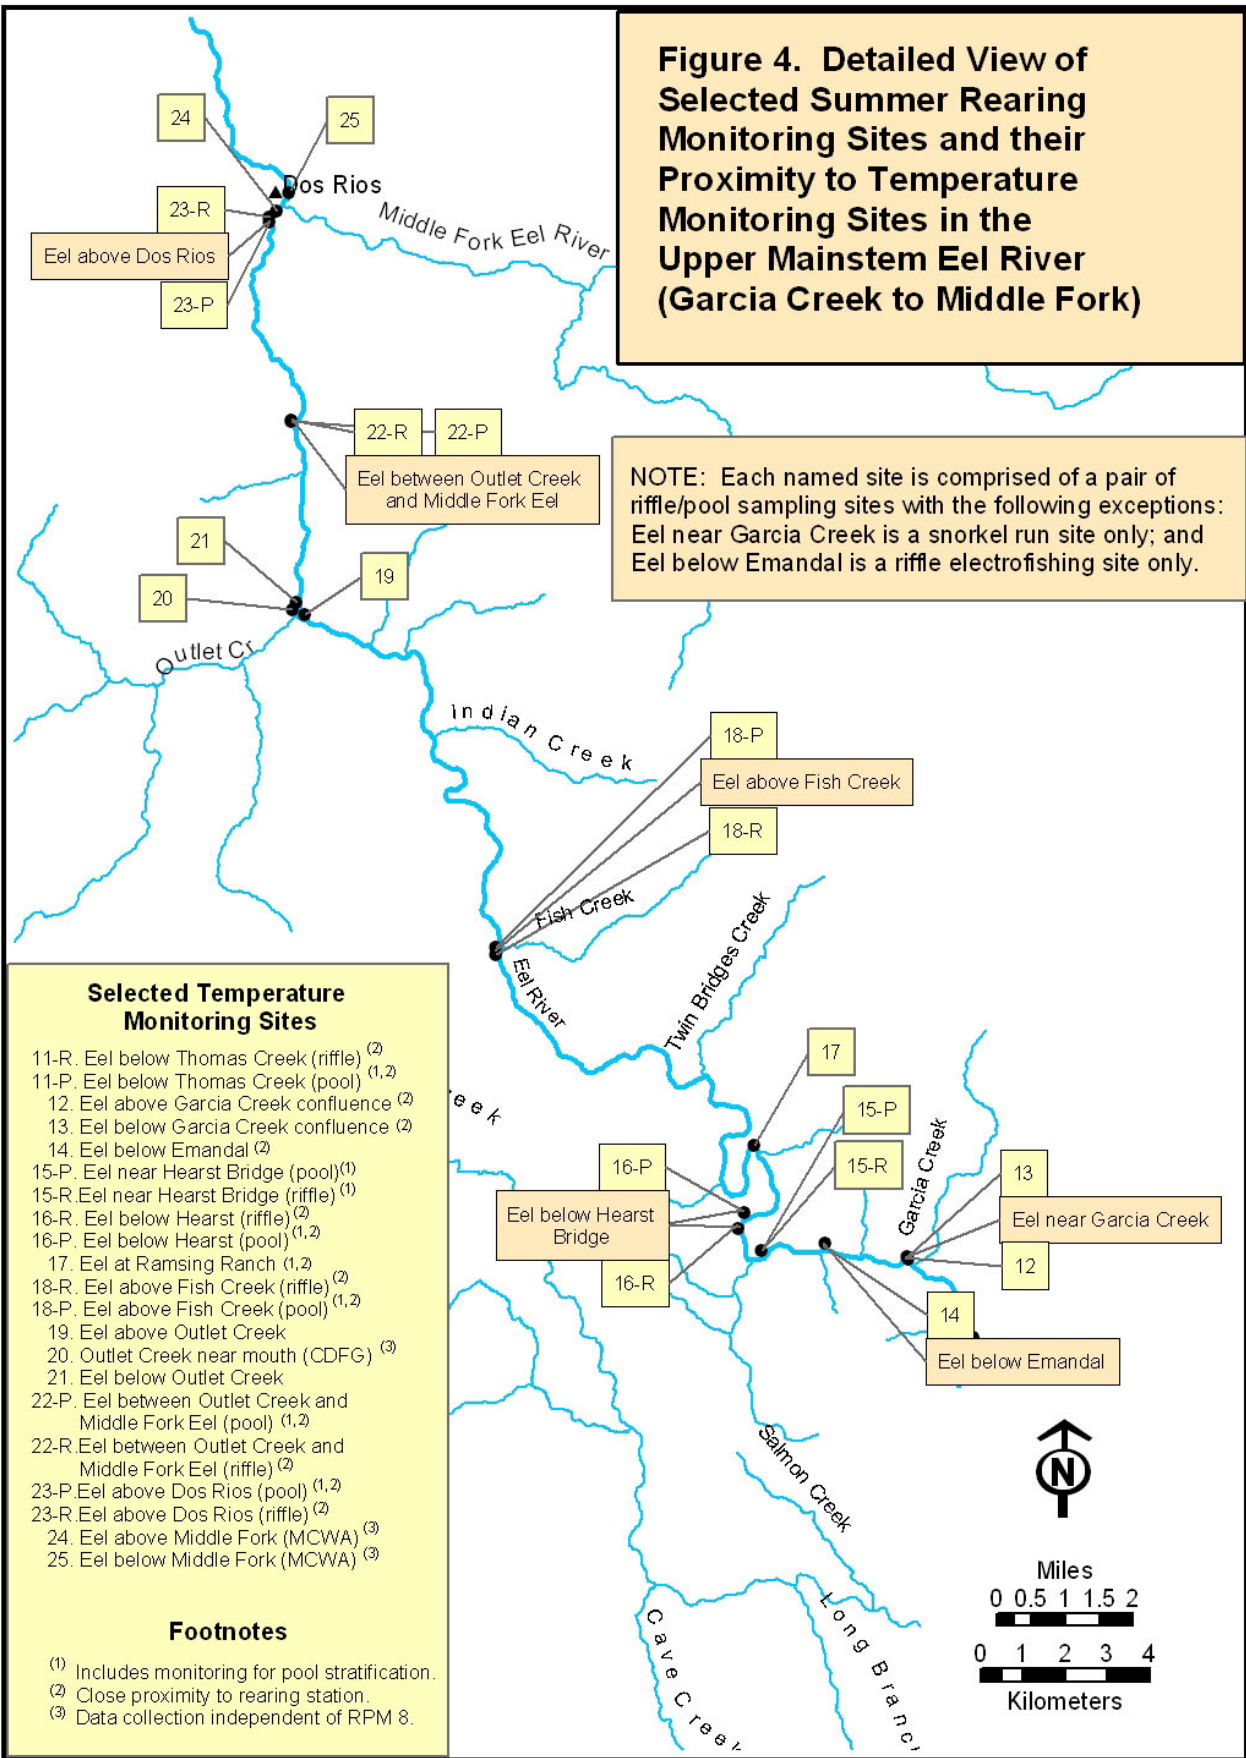 Figure 4. Detailed View of
Selected Summer Rearing
Monitoring Sites and their
Proximity to Temperature
Monitoring Sites in the
Upper Mainstem Eel River
(Garcia Creek to Middle Fork)
24
25
Dos Rios
23-R
Middle Fork Eel River
Eel above Dos Rios
23-P
22-R
22-P
Eel between Outlet Creek
and Middle Fork Eel
NOTE: Each named site is comprised of a pair of
riffle/pool sampling sites with the following exceptions:
Eel near Garcia Creek is a snorkel run site only; and
Eel below Emandal is a riffle electrofishing site only.
21
19
20
Outlet Cr
Indian Creek
18-P
Eel above Fish Creek
18-R
Fish Creek
Twin Bridges Creek
Eel River
17
eek
15-P
16-P
15-R
Garcia Creek
13
Eel below Hearst
Bridge
Eel near Garcia Creek
16-R
12
14
Eel below Emandal
Salmon Creek
Cave Creek
Long Branch
Selected Temperature
Monitoring Sites
11-R. Eel below Thomas Creek (riffle) (2)
11-P. Eel below Thomas Creek (pool) (1,2)
12. Eel above Garcia Creek confluence (2)
13. Eel below Garcia Creek confluence (2)
14. Eel below Emandal (2)
15-P. Eel near Hearst Bridge (pool)(1)
15-R.Eel near Hearst Bridge (riffle) (1)
16-R. Eel below Hearst (riffle)(2)
16-P. Eel below Hearst (pool)(1,2)
17. Eel at Ramsing Ranch (1,2)
18-R. Eel above Fish Creek (riffle)(2)
18-P. Eel above Fish Creek (pool)(1,2)
19. Eel above Outlet Creek
20. Outlet Creek near mouth (CDFG) (3)
21. Eel below Outlet Creek
22-P. Eel between Outlet Creek and
Middle Fork Eel (pool) (1,2)
22-R.Eel between Outlet Creek and
Middle Fork Eel (riffle) (2)
23-P.Eel above Dos Rios (pool) (1,2)
23-R.Eel above Dos Rios (riffle) (2)
24. Eel above Middle Fork (MCWA) (3)
25. Eel below Middle Fork (MCWA) (3)
Footnotes
(1) Includes monitoring for pool stratification.
(2) Close proximity to rearing station.
(3) Data collection independent of RPM 8.
N
Miles
0 0.5 1 1.5 2
0 1 2 3 4
Kilometers